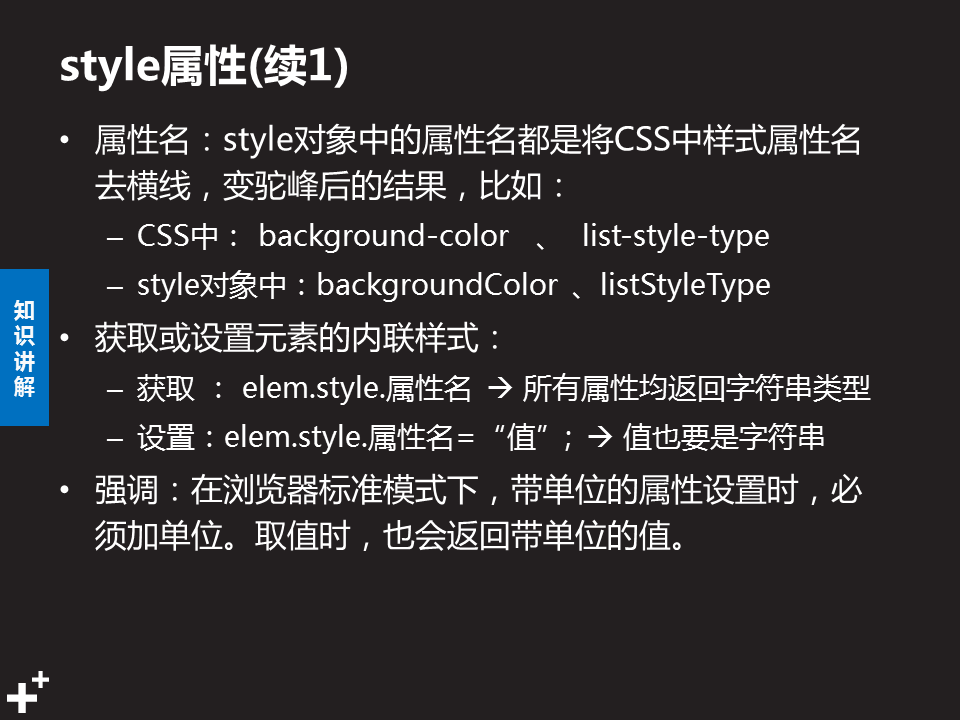 style属性(续1)
• 属性名：style对象中的属性名都是将CSS中样式属性名
去横线，变驼峰后的结果，比如：
– CSS中： background-color 、 list-style-type
– style对象中：backgroundColor 、listStyleType
知
识
讲
解
• 获取或设置元素的内联样式：
– 获取 ： elem.style.属性名 → 所有属性均返回字符串类型
– 设置：elem.style.属性名=“值”; → 值也要是字符串
• 强调：在浏览器标准模式下，带单位的属性设置时，必
须加单位。取值时，也会返回带单位的值。